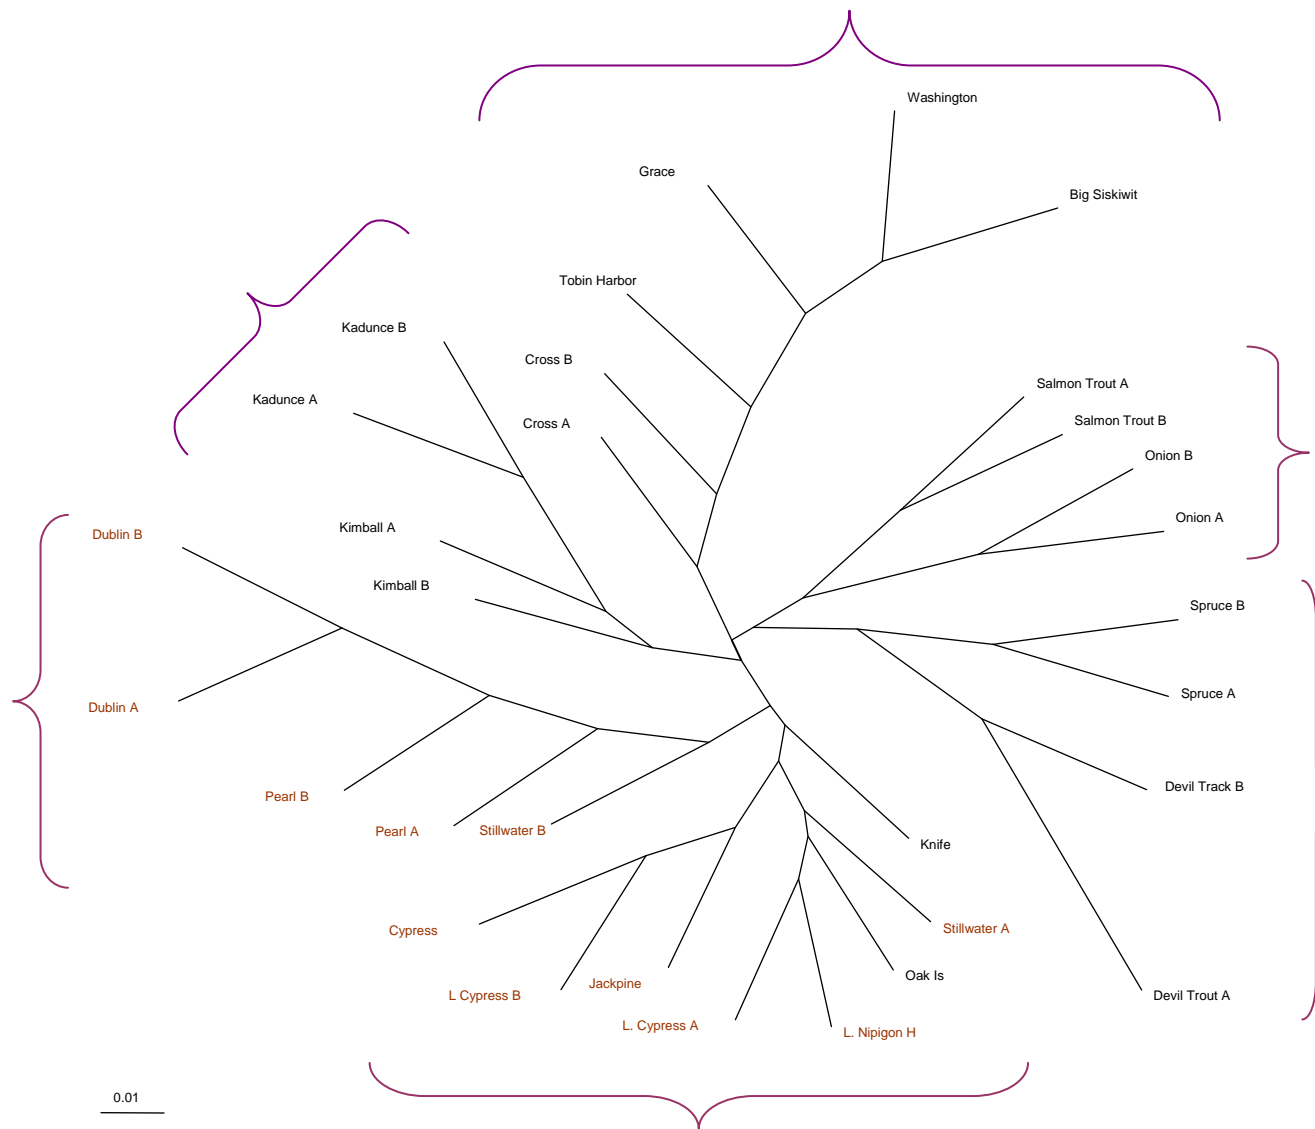 Washington
Grace
Big Siskiwit
Tobin Harbor
Kadunce B
Cross B
Salmon Trout A
Kadunce A
Salmon Trout B
Cross A
Onion B
Onion A
Kimball A
Dublin B
Kimball B
Spruce B
Spruce A
Dublin A
Devil Track B
Pearl B
Pearl A
Stillwater B
Knife
Stillwater A
Cypress
Oak Is
Jackpine
L Cypress B
Devil Trout A
L. Cypress A
L. Nipigon H
0.01